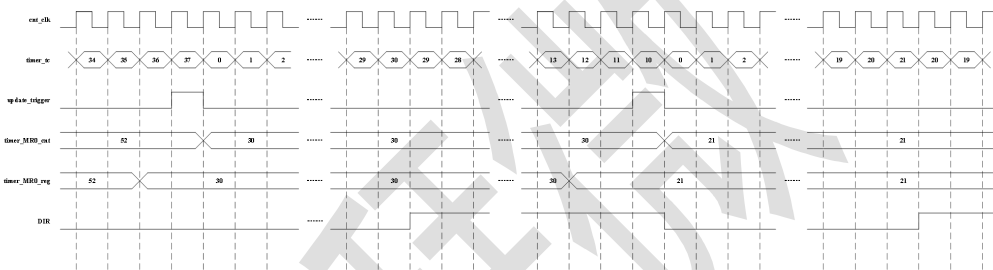 cnt_clk ...... ...... ......
timer_tc 34 35 36 37 0 1 2 ...... 29 30 29 28 ...... 13 12 11 10 0 1 2 ...... 19 20 21 20 19
update_trigger ...... ...... ......
timer_MR0_cnt 52 30 ...... 30 ...... 30 21 ...... 21
timer_MR0_reg 52 30 ...... 30 ...... 30 21 ...... 21
DIR ...... ...... ......